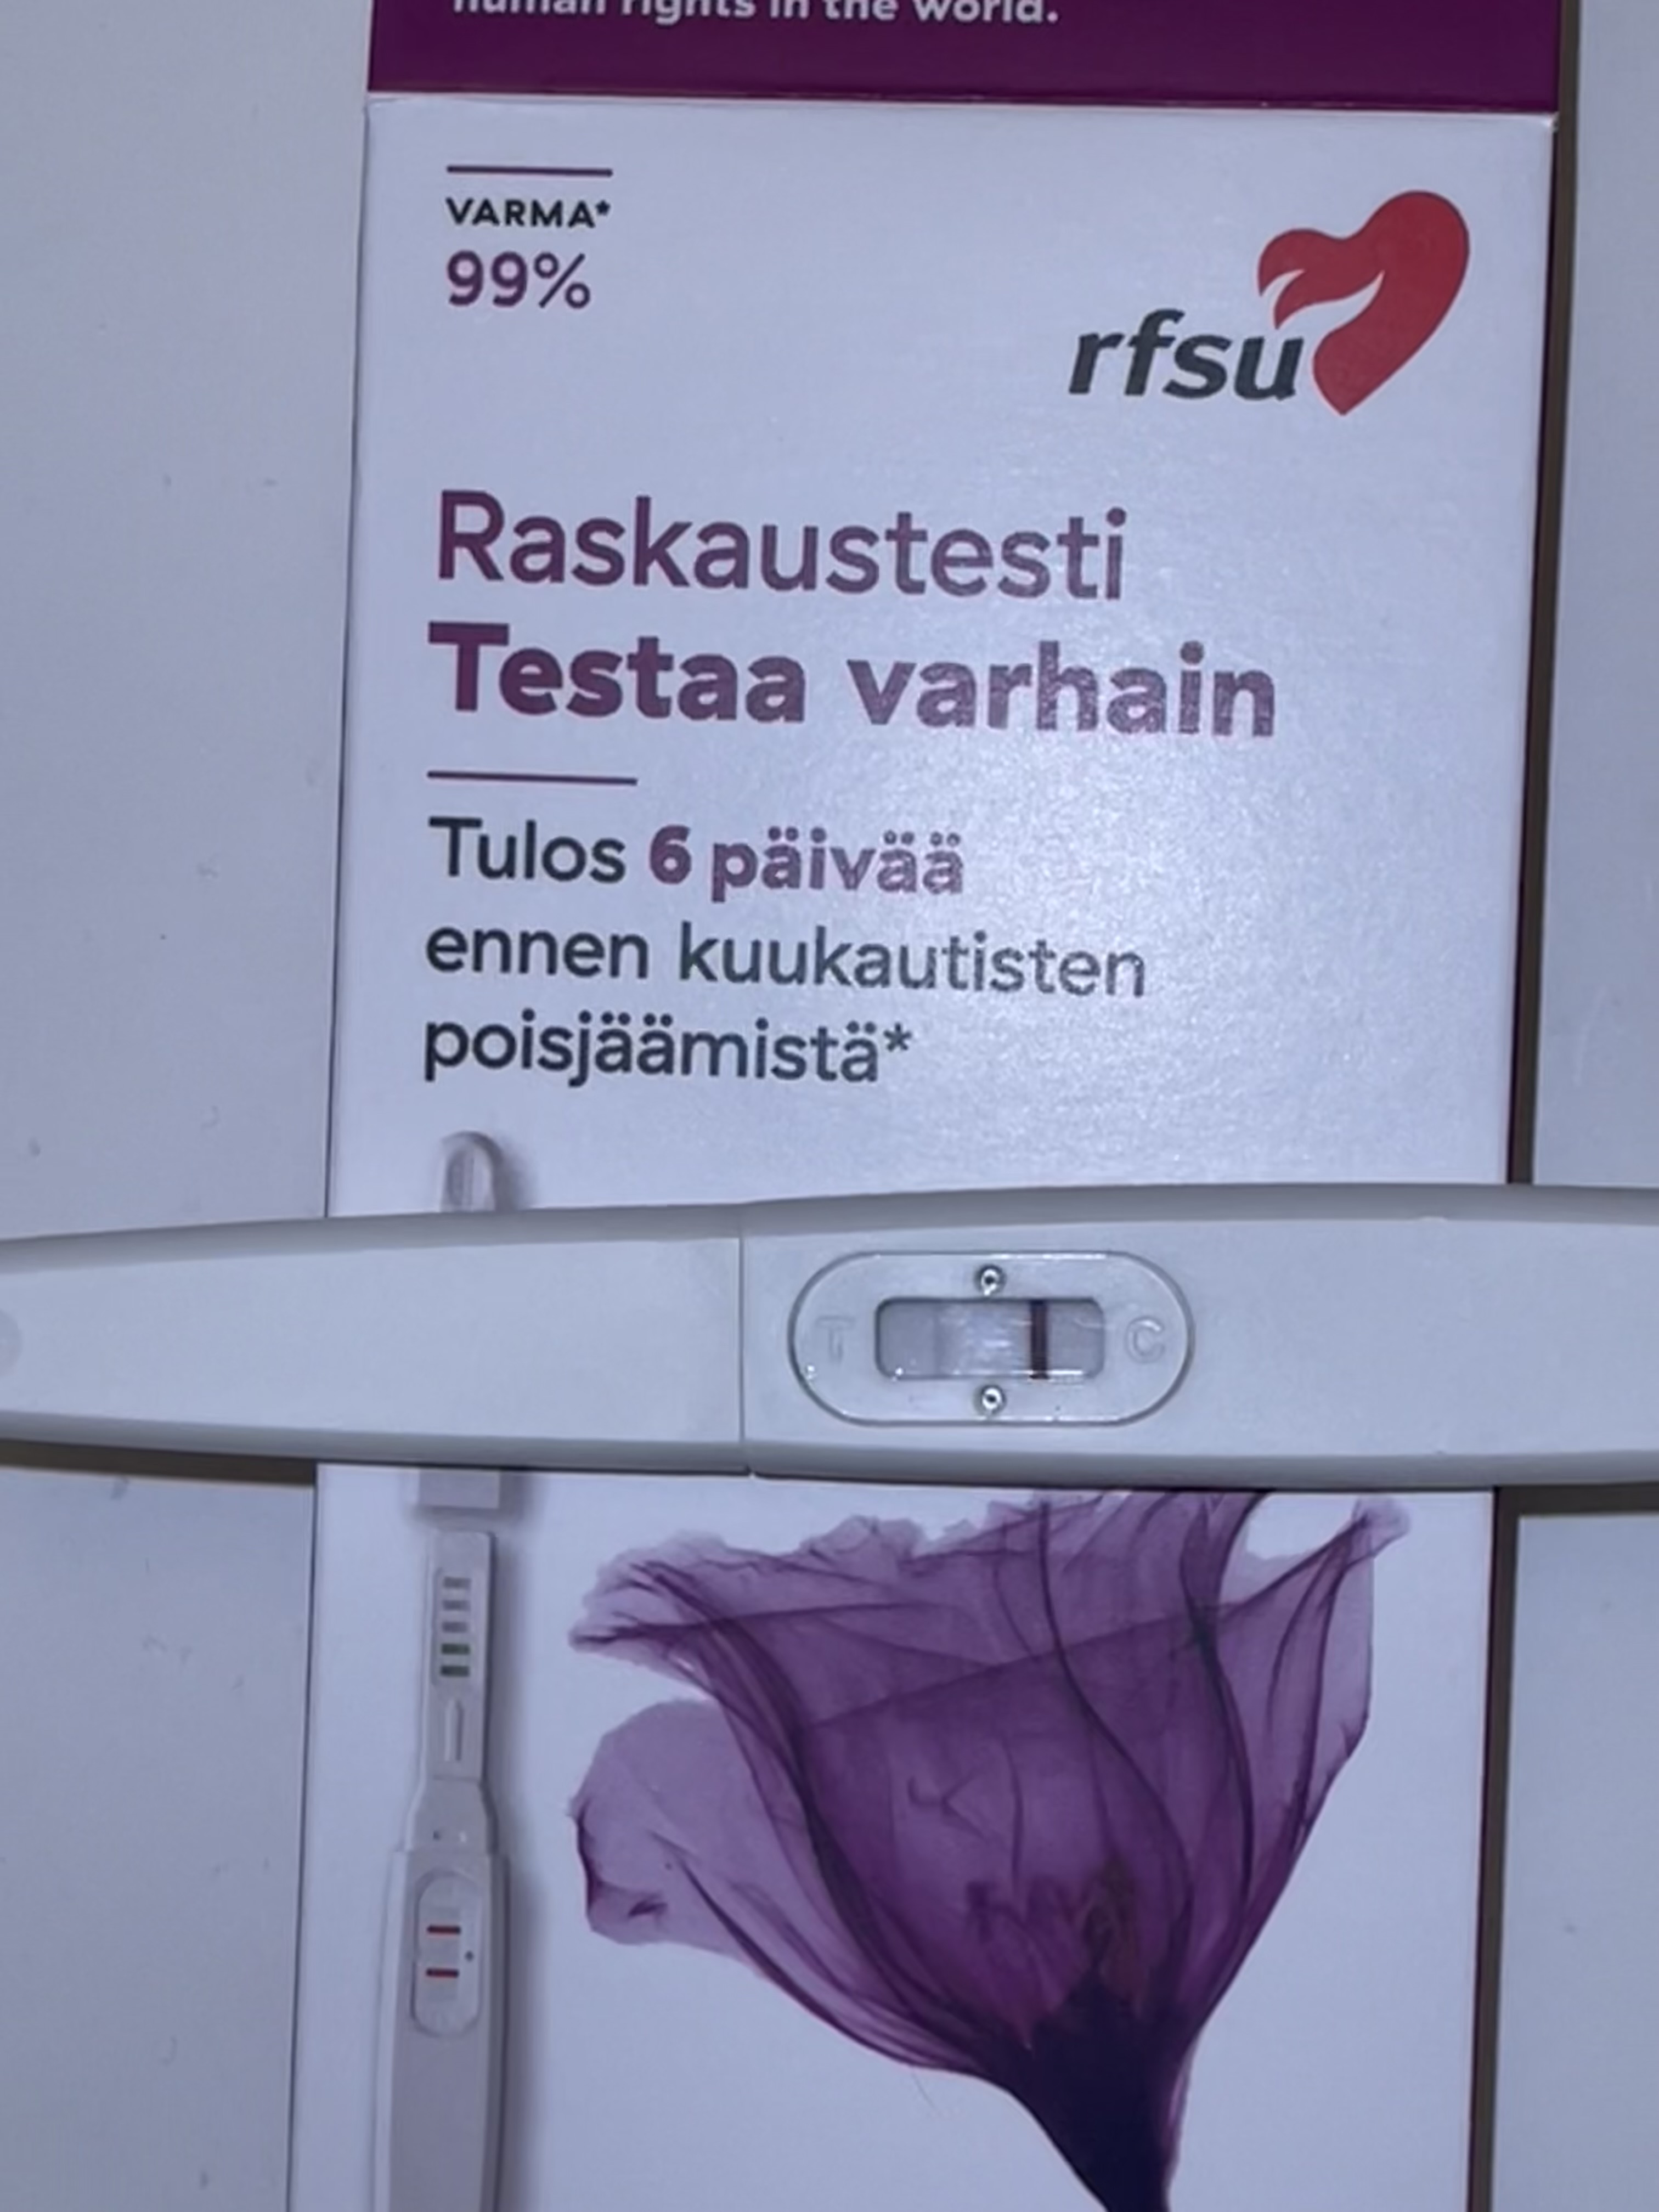 human rights in the world.
VARMA*
99%
rfsu
Raskaustesti
Testaa varhain
Tulos 6 päivää
ennen kuukautisten
poisjäämistä*
T C